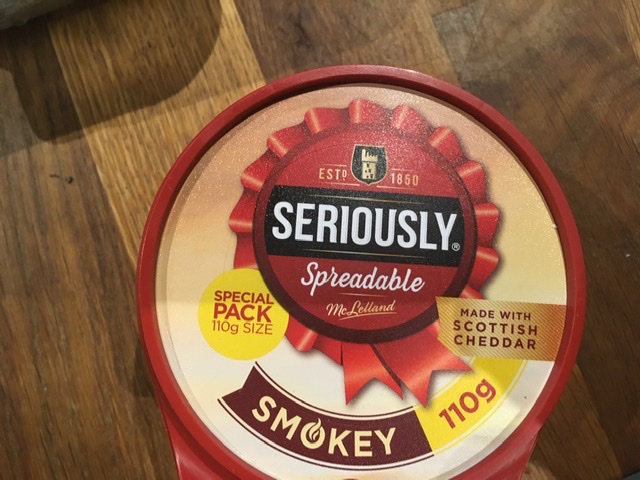 ESTD 1850
SERIOUSLY®
Spreadable
McLelland
SPECIAL
PACK
110g SIZE
MADE WITH
SCOTTISH
CHEDDAR
SMOKEY
110g